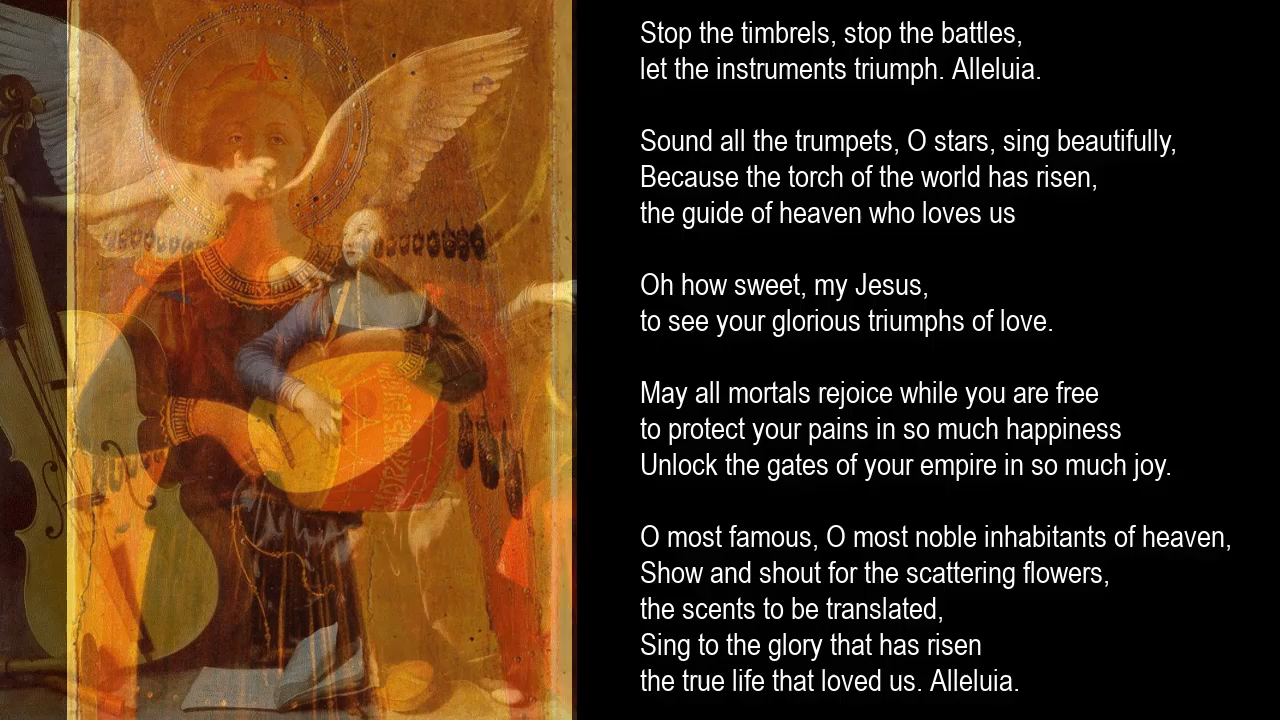 Stop the timbrels, stop the battles,
let the instruments triumph. Alleluia.
Sound all the trumpets, O stars, sing beautifully,
Because the torch of the world has risen,
the guide of heaven who loves us
Oh how sweet, my Jesus,
to see your glorious triumphs of love.
May all mortals rejoice while you are free
to protect your pains in so much happiness
Unlock the gates of your empire in so much joy.
O most famous, O most noble inhabitants of heaven,
Show and shout for the scattering flowers,
the scents to be translated,
Sing to the glory that has risen
the true life that loved us. Alleluia.